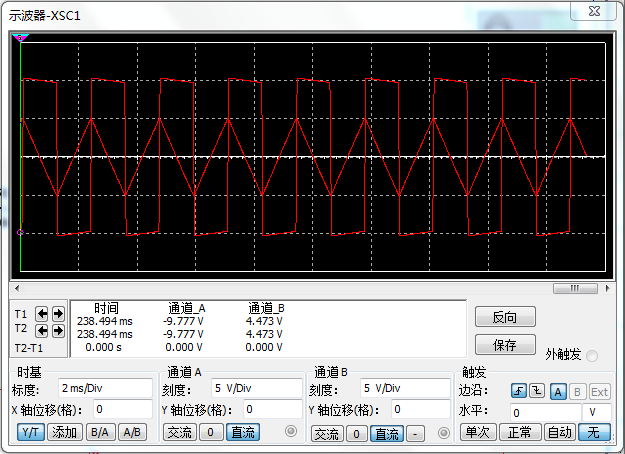 示波器-XSC1
T1
T2
T2-T1
时间 通道_A 通道_B
238.494 ms -9.777 V 4.473 V
238.494 ms -9.777 V 4.473 V
0.000 s 0.000 V 0.000 V
反向
保存
外触发
时基
标度： 2 ms/Div
X 轴位移(格)： 0
Y/T 添加 B/A A/B
通道 A
刻度： 5 V/Div
Y 轴位移(格)： 0
交流 0 直流
通道 B
刻度： 5 V/Div
Y 轴位移(格)： 0
交流 0 直流 -
触发
边沿： A B Ext
水平： 0 V
单次 正常 自动 无